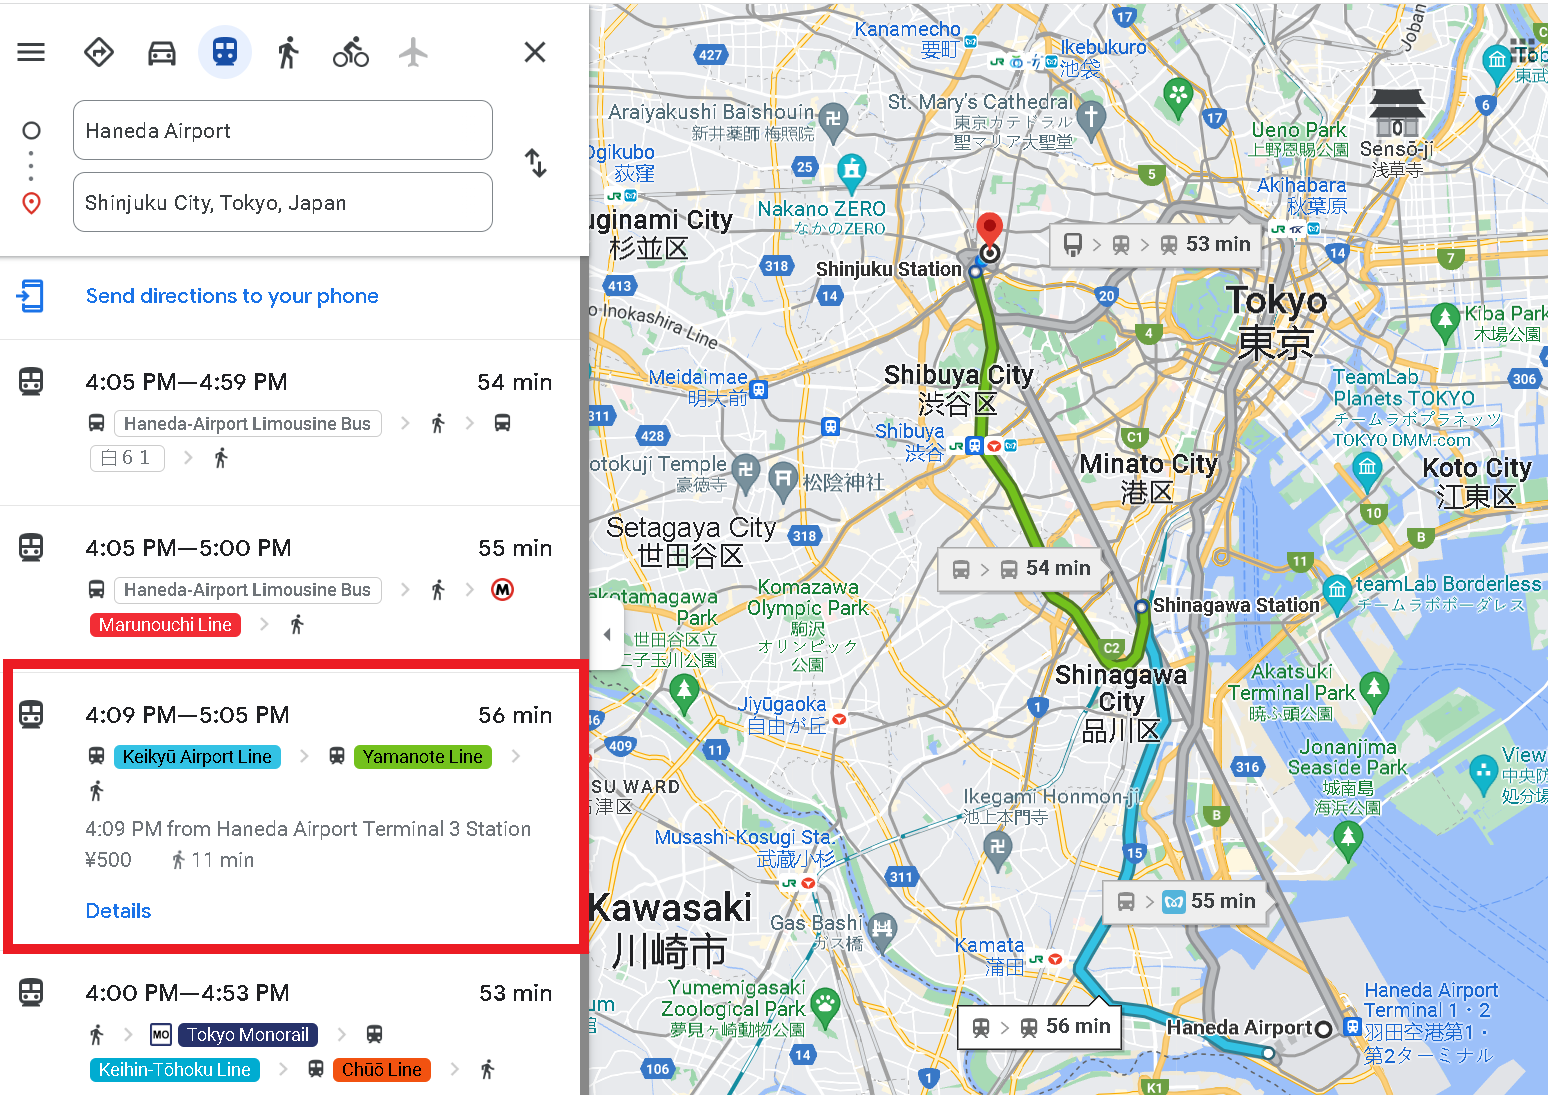 Haneda Airport
Shinjuku City, Tokyo, Japan
Send directions to your phone
4:05 PM—4:59 PM
54 min
Haneda-Airport Limousine Bus
白６１
4:05 PM—5:00 PM
55 min
Haneda-Airport Limousine Bus
M
Marunouchi Line
4:09 PM—5:05 PM
56 min
Keikyū Airport Line
Yamanote Line
4:09 PM from Haneda Airport Terminal 3 Station
¥500
11 min
Details
4:00 PM—4:53 PM
53 min
MO
Tokyo Monorail
Keihin-Tōhoku Line
Chūō Line
17
Joban
Kanamecho
要町
Ikebukuro
池袋
JR
427
東武
6
Araiyakushi Baishouin
新井薬師 梅照院
St. Mary's Cathedral
東京カテドラル
聖マリア大聖堂
17
Ueno Park
上野恩賜公園
Sensō-ji
浅草寺
Ogikubo
荻窪
JR
25
5
Akihabara
秋葉原
JR
Nakano ZERO
なかのZERO
uginami City
杉並区
53 min
14
7
Shinjuku Station
318
413
14
20
Tokyo
東京
Kiba Park
木場公園
o Inokashira Line
4
Meidaimae
明大前
Shibuya City
渋谷区
TeamLab
Planets TOKYO
チームラボプラネッツ
TOKYO DMM.com
306
311
428
Shibuya
渋谷
JR
C1
Minato City
港区
Koto City
江東区
otokuji Temple
豪徳寺
松陰神社
10
Setagaya City
世田谷区
318
B
54 min
11
teamLab Borderless
チームラボボーダレス
akotamagawa
Park
世田谷区立
二子玉川公園
Komazawa
Olympic Park
駒沢
オリンピック
公園
Shinagawa Station
C2
Shinagawa
City
品川区
Akatsuki
Terminal Park
暁ふ頭公園
Jiyūgaoka
自由が丘
1
46
409
11
Jonanjima
Seaside Park
城南島
海浜公園
316
View
中央防
処分場
SU WARD
津区
Ikegami Honmon-ji
池上本門寺
B
Musashi-Kosugi Sta.
武蔵小杉
JR
15
311
55 min
Kawasaki
川崎市
Gas Bashi
ガス橋
Kamata
蒲田
JR
Yumemigasaki
Zoological Park
夢見ヶ崎動物公園
um
館
56 min
Haneda Airport
Haneda Airport
Terminal 1・2
羽田空港第1・
第2ターミナル
14
106
1
K1